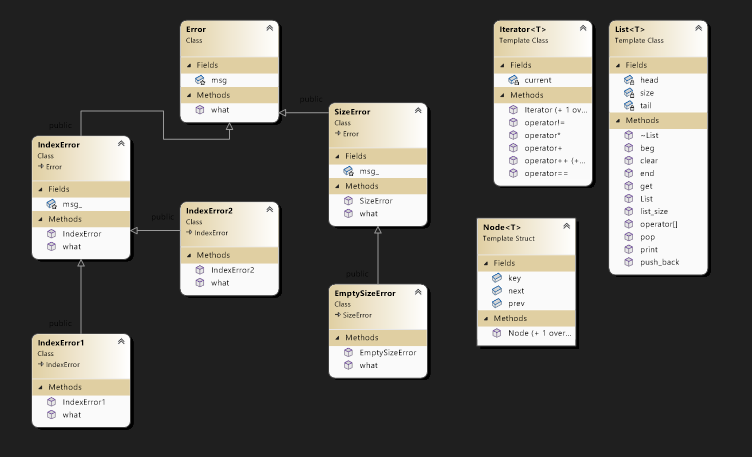 Error
Class
Fields
msg
Methods
what
public
IndexError
Class
Error
Fields
msg_
Methods
IndexError
what
public
IndexError2
Class
IndexError
Methods
IndexError2
what
public
IndexError1
Class
IndexError
Methods
IndexError1
what
public
SizeError
Class
Error
Fields
msg_
Methods
SizeError
what
public
EmptySizeError
Class
SizeError
Methods
EmptySizeError
what
Iterator<T>
Template Class
Fields
current
Methods
Iterator (+ 1 ov...
operator!=
operator*
operator+
operator++ (+...
operator==
Node<T>
Template Struct
Fields
key
next
prev
Methods
Node (+ 1 over...
List<T>
Template Class
Fields
head
size
tail
Methods
~List
beg
clear
end
get
List
list_size
operator[]
pop
print
push_back